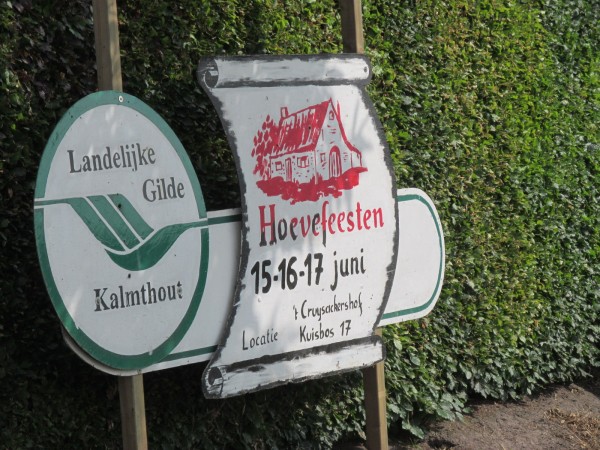 Landelijke
Gilde
Kalmthout
Hoevefeesten
15-16-17 juni
't Cruysackershof
Locatie Kuisbos 17